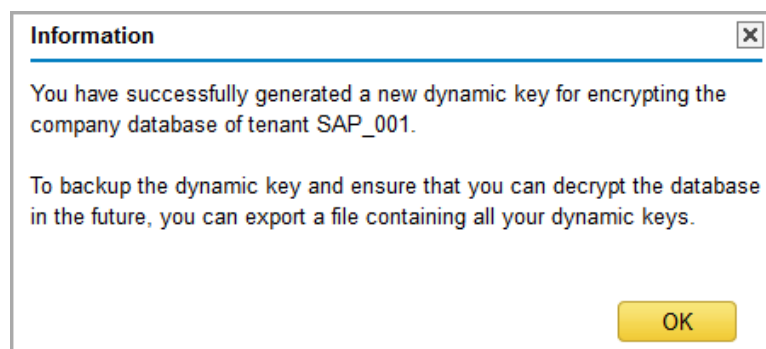 Information
You have successfully generated a new dynamic key for encrypting the
company database of tenant SAP_001.
To backup the dynamic key and ensure that you can decrypt the database
in the future, you can export a file containing all your dynamic keys.
OK